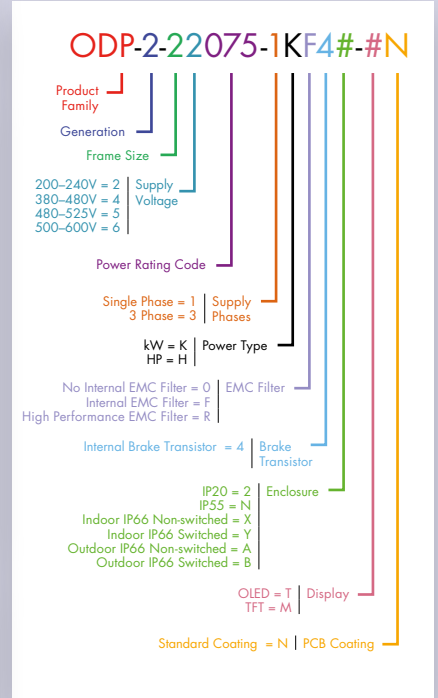 ODP-2-22075-1KF4#-#N
Product
Family
Generation
Frame Size
200–240V = 2
380–480V = 4
480–525V = 5
500–600V = 6
Supply
Voltage
Power Rating Code
Single Phase = 1
3 Phase = 3
Supply
Phases
kW = K
HP = H
Power Type
No Internal EMC Filter = 0
Internal EMC Filter = F
High Performance EMC Filter = R
EMC Filter
Internal Brake Transistor = 4
Brake
Transistor
IP20 = 2
IP55 = N
Indoor IP66 Non-switched = X
Indoor IP66 Switched = Y
Outdoor IP66 Non-switched = A
Outdoor IP66 Switched = B
Enclosure
OLED = T
TFT = M
Display
Standard Coating = N
PCB Coating